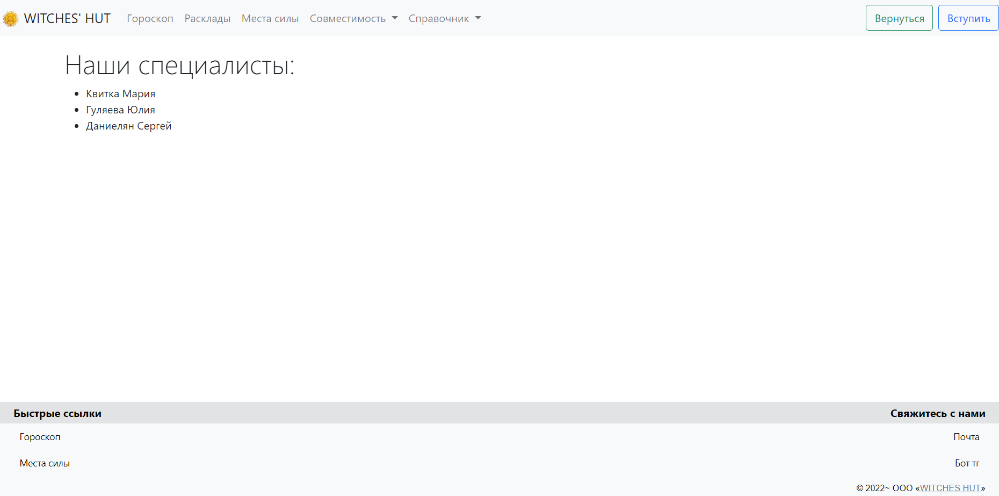 WITCHES' HUT Гороскоп Расклады Места силы Совместимость Справочник Вернуться Вступить
Наши специалисты:
Квитка Мария
Гуляева Юлия
Даниелян Сергей
Быстрые ссылки Свяжитесь с нами
Гороскоп Почта
Места силы Бот тг
© 2022~ ООО «WITCHES HUT»